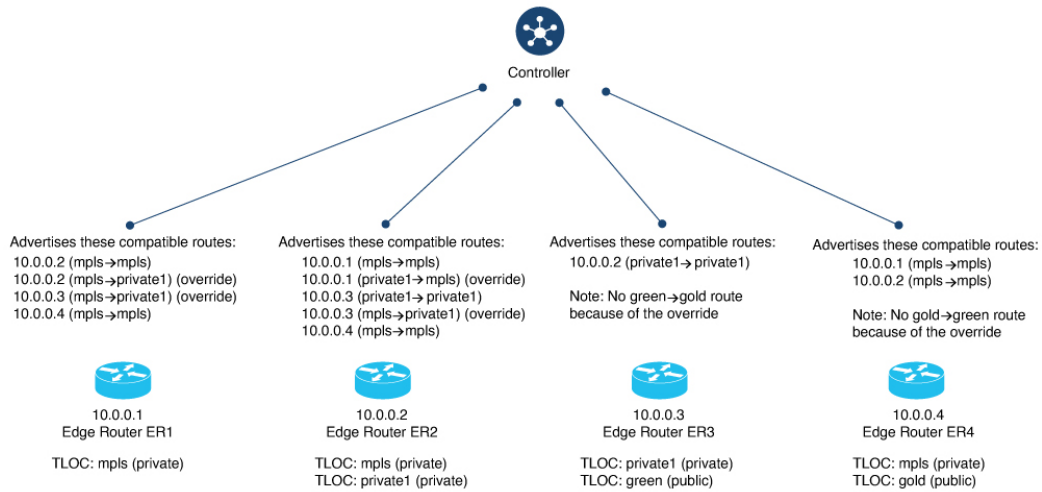 Controller
Advertises these compatible routes:
10.0.0.2 (mpls→mpls)
10.0.0.2 (mpls→private1) (override)
10.0.0.3 (mpls→private1) (override)
10.0.0.4 (mpls→mpls)
10.0.0.1
Edge Router ER1
TLOC: mpls (private)
Advertises these compatible routes:
10.0.0.1 (mpls→mpls)
10.0.0.1 (private1→mpls) (override)
10.0.0.3 (private1→ private1)
10.0.0.3 (mpls→private1) (override)
10.0.0.4 (mpls→mpls)
10.0.0.2
Edge Router ER2
TLOC: mpls (private)
TLOC: private1 (private)
Advertises these compatible routes:
10.0.0.2 (private1→ private1)
Note: No green→gold route
because of the override
10.0.0.3
Edge Router ER3
TLOC: private1 (private)
TLOC: green (public)
Advertises these compatible routes:
10.0.0.1 (mpls→mpls)
10.0.0.2 (mpls→mpls)
Note: No gold→green route
because of the override
10.0.0.4
Edge Router ER4
TLOC: mpls (private)
TLOC: gold (public)